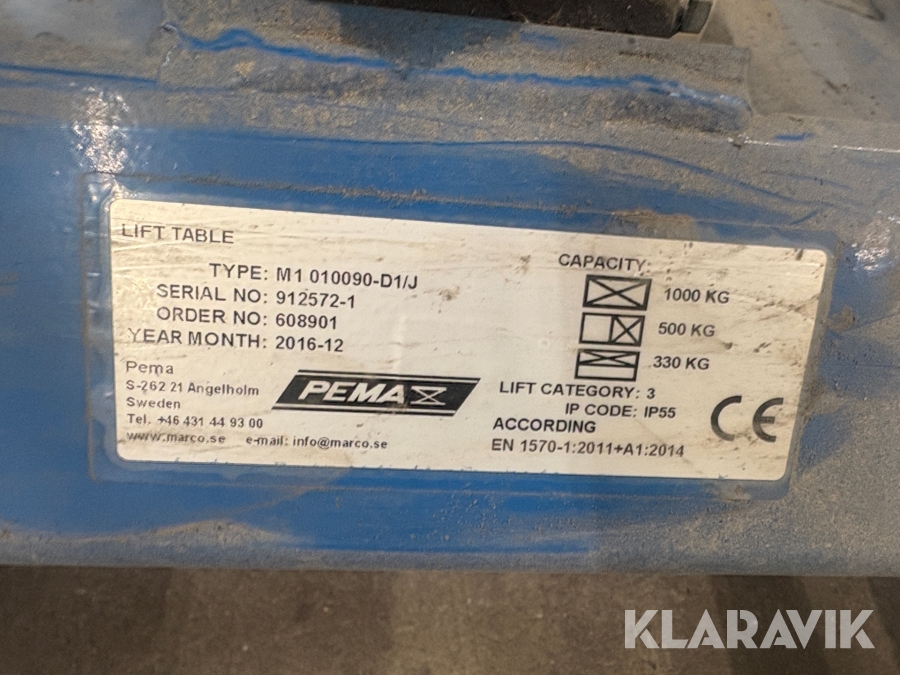 LIFT TABLE
TYPE: M1 010090-D1/J
SERIAL NO: 912572-1
ORDER NO: 608901
YEAR MONTH: 2016-12
Pema
S-262 21 Angelholm
Sweden
Tel. +46 431 44 93 00
www.marco.se e-mail: info@marco.se
PEMA
CAPACITY:
1000 KG
500 KG
330 KG
LIFT CATEGORY: 3
IP CODE: IP55
ACCORDING
EN 1570-1:2011+A1:2014
CE
KLARAVIK